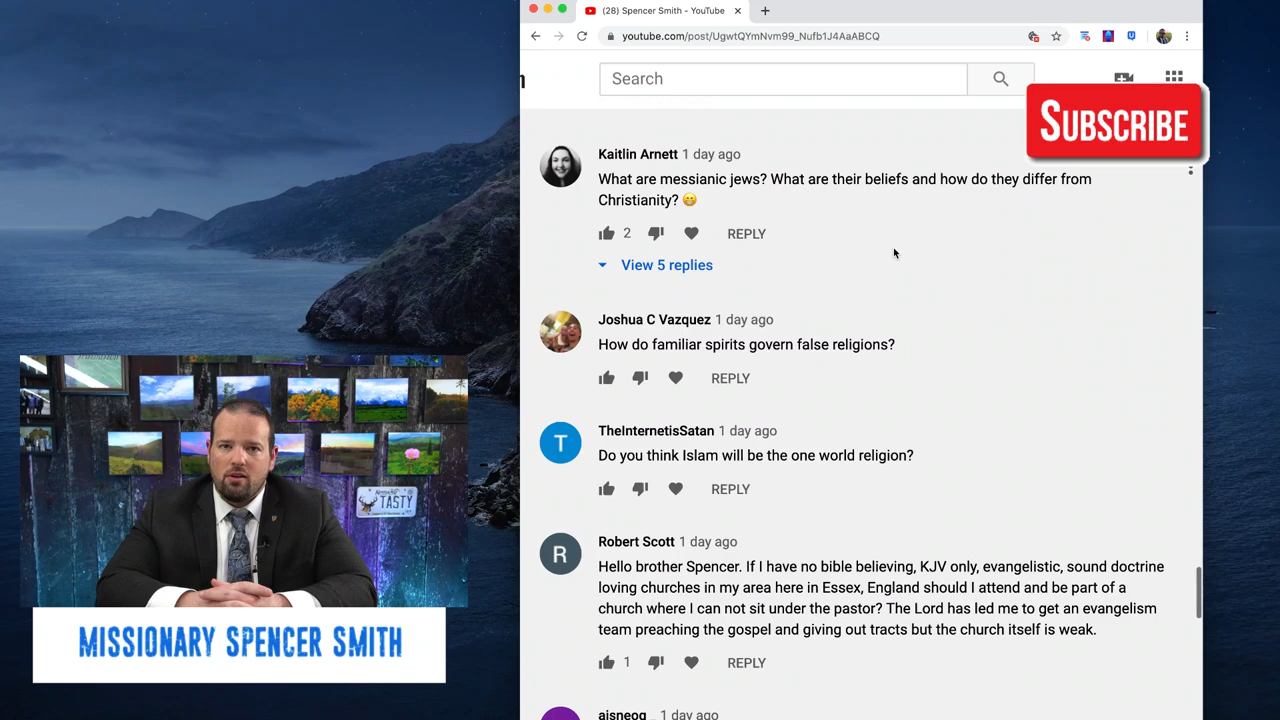 (28) Spencer Smith - YouTube
youtube.com/post/UgwtQYmNvm99_Nufb1J4AaABCQ
Search
SUBSCRIBE
Kaitlin Arnett 1 day ago
What are messianic jews? What are their beliefs and how do they differ from
Christianity? 😁
2 REPLY
View 5 replies
Joshua C Vazquez 1 day ago
How do familiar spirits govern false religions?
REPLY
T
TheInternetisSatan 1 day ago
Do you think Islam will be the one world religion?
REPLY
R
Robert Scott 1 day ago
Hello brother Spencer. If I have no bible believing, KJV only, evangelistic, sound doctrine
loving churches in my area here in Essex, England should I attend and be part of a
church where I can not sit under the pastor? The Lord has led me to get an evangelism
team preaching the gospel and giving out tracts but the church itself is weak.
1 REPLY
aisneog _ 1 day ago
TASTY
MISSIONARY SPENCER SMITH